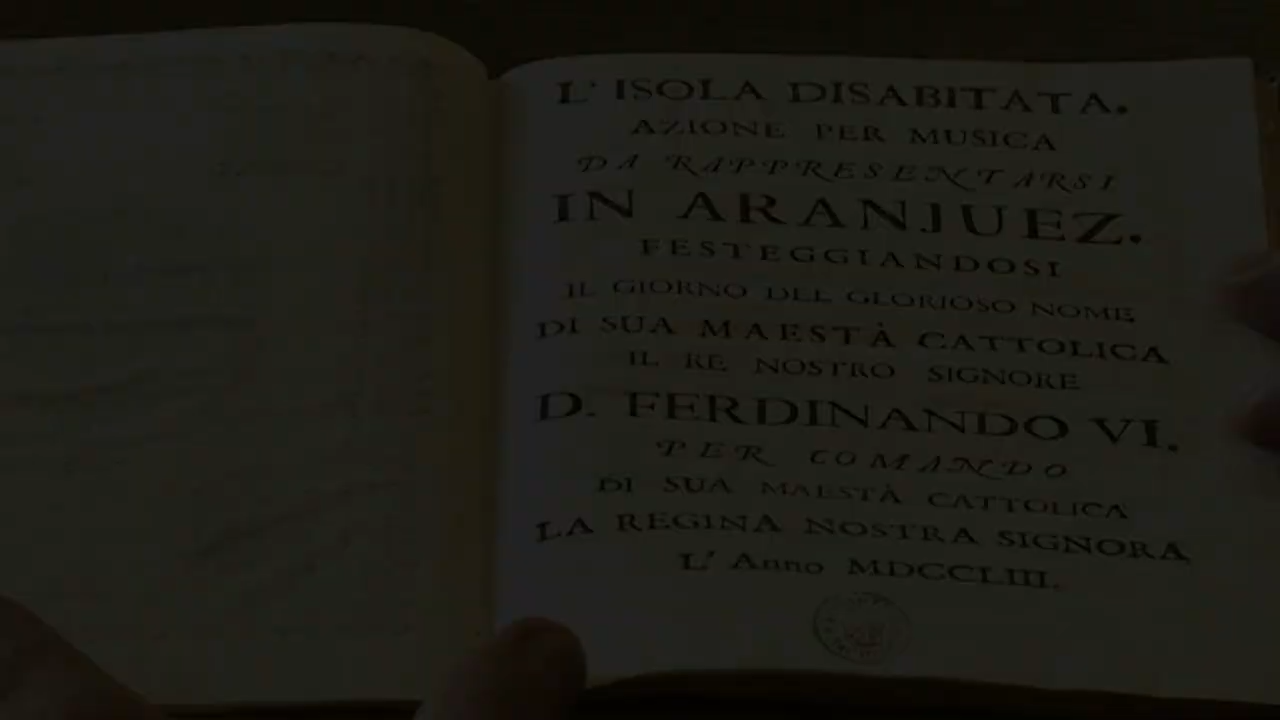 L' ISOLA DISABITATA.
AZIONE PER MUSICA
DA RAPPRESENTARSI
IN ARANJUEZ.
FESTEGGIANDOSI
IL GIORNO DEL GLORIOSO NOME
DI SUA MAESTÀ CATTOLICA
IL RE NOSTRO SIGNORE
D. FERDINANDO VI.
PER COMANDO
DI SUA MAESTÀ CATTOLICA
LA REGINA NOSTRA SIGNORA
L' Anno MDCCLIII.